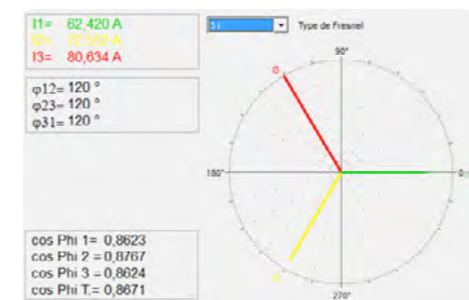 I1= 62,420 A
I3= 80,634 A
φ12= 120 °
φ23= 120 °
φ31= 120 °
cos Phi 1= 0,8623
cos Phi 2 = 0,8767
cos Phi 3 = 0,8624
cos Phi T.= 0,8671
3 I
Type de Fresnel
90°
180°
270°